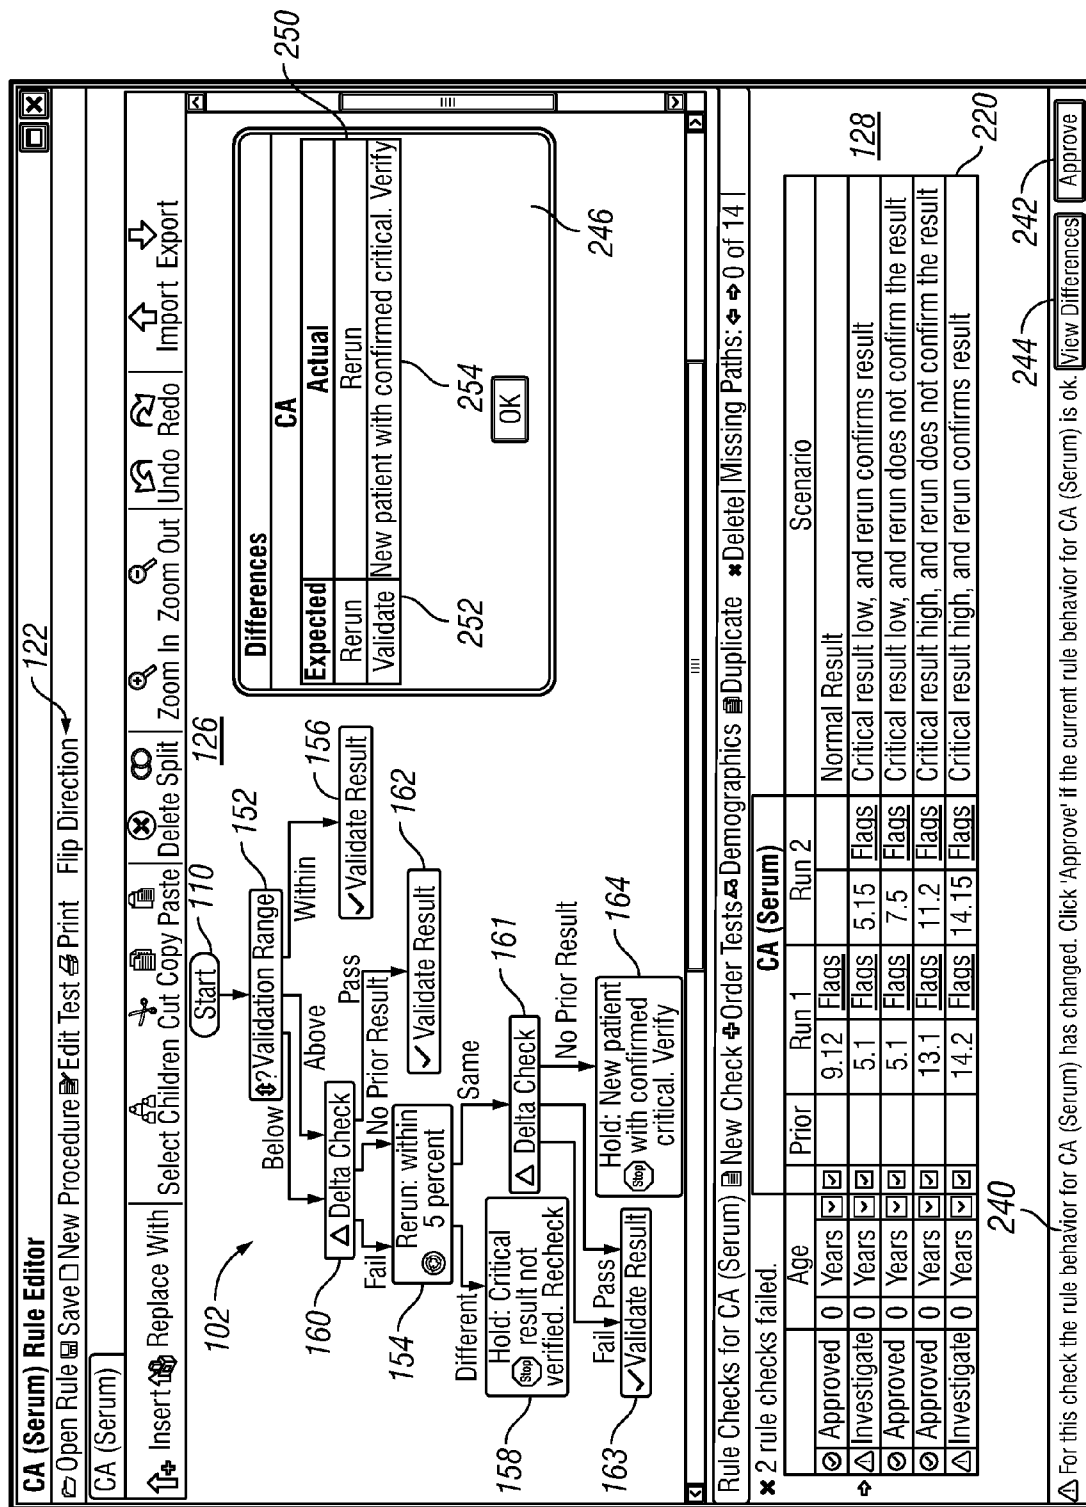 CA (Serum) Rule Editor
Open Rule Save New Procedure Edit Test Print Flip Direction
122
CA (Serum)
Insert Replace With Select Children Cut Copy Paste Delete Split Zoom In Zoom Out Undo Redo Import Export
102
110
Start
126
152
?Validation Range
Below
Above
Within
156
Validate Result
160
Delta Check
Fail
No Prior Result
Pass
162
Validate Result
154
Rerun: within
5 percent
Different
Same
161
Delta Check
158
Hold: Critical
Stop result not
verified. Recheck
Fail
Pass
No Prior Result
163
Validate Result
164
Hold: New patient
Stop with confirmed
critical. Verify
Differences
CA
Expected Actual
Rerun Rerun
Validate New patient with confirmed critical. Verify
250
252
254
OK
246
Rule Checks for CA (Serum) New Check Order Tests Demographics Duplicate Delete Missing Paths: 0 of 14
2 rule checks failed.
128
CA (Serum)
Age Prior Run 1 Run 2 Scenario
Approved 0 Years 9.12 Flags Normal Result
Investigate 0 Years 5.1 Flags 5.15 Flags Critical result low, and rerun confirms result
Approved 0 Years 5.1 Flags 7.5 Flags Critical result low, and rerun does not confirm the result
Approved 0 Years 13.1 Flags 11.2 Flags Critical result high, and rerun does not confirm the result
Investigate 0 Years 14.2 Flags 14.15 Flags Critical result high, and rerun confirms result
220
240
244
242
For this check the rule behavior for CA (Serum) has changed. Click 'Approve' if the current rule behavior for CA (Serum) is ok. View Differences Approve